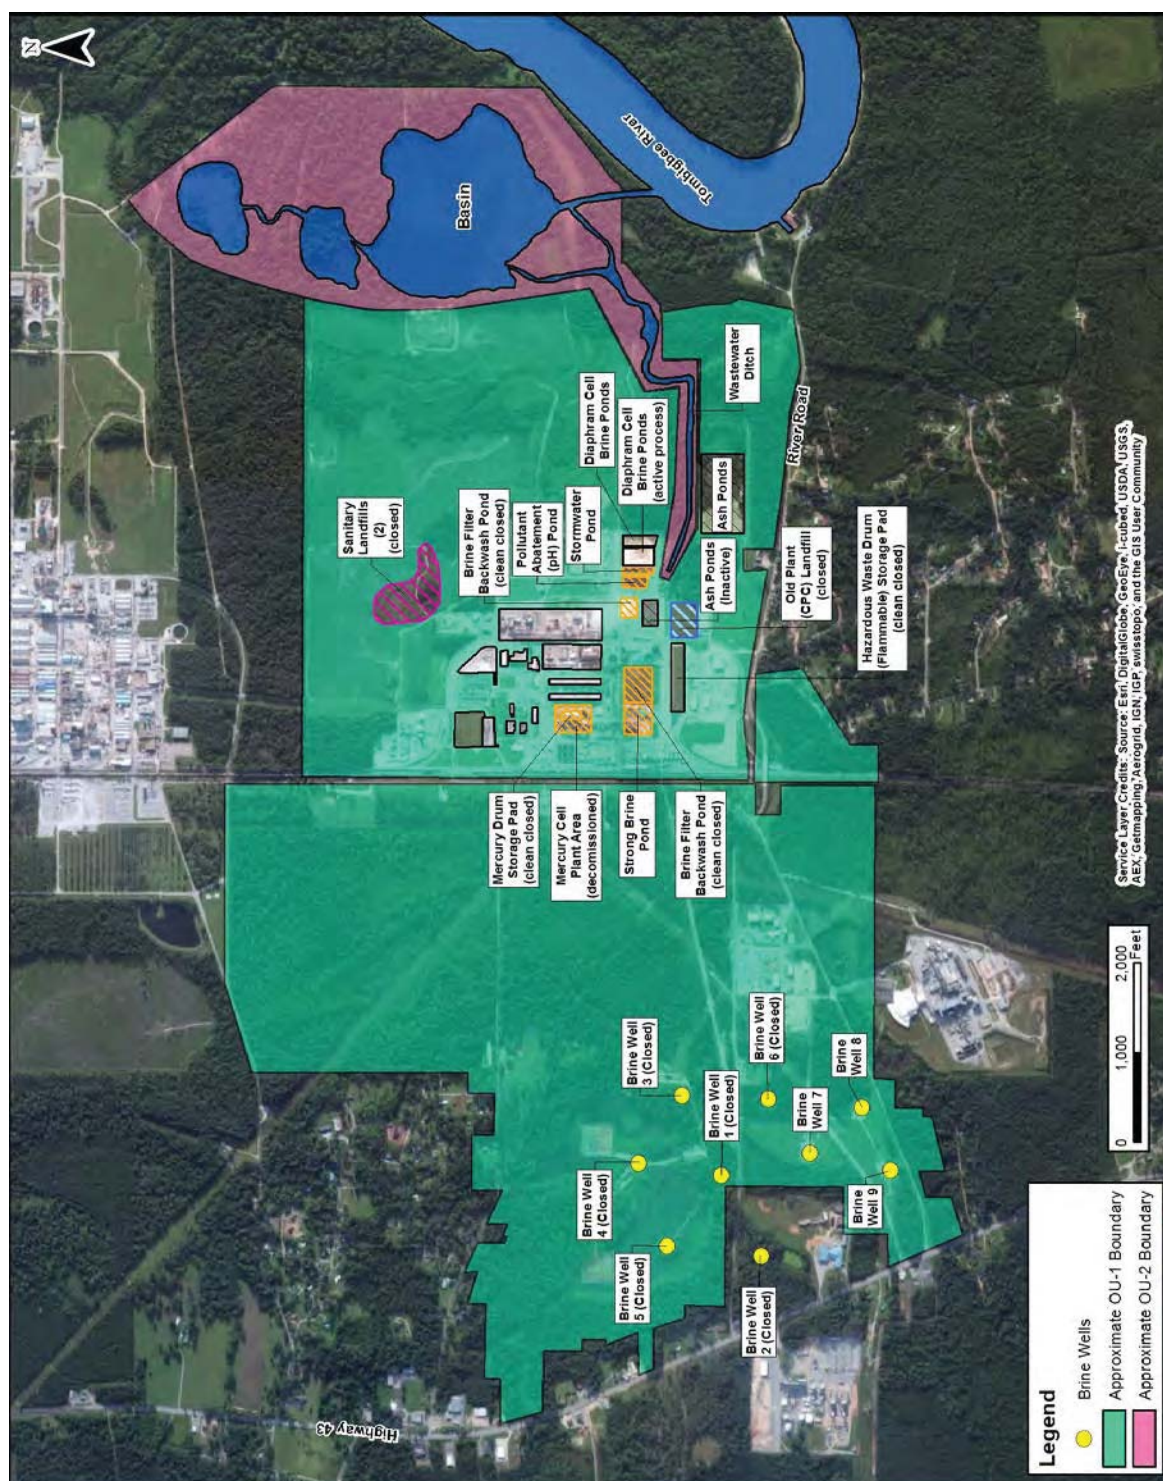 N
Tombigbee River
Basin
Sanitary
Landfills
(2)
(closed)
Brine Filter
Backwash Pond
(clean closed)
Pollutant
Abatement
(pH) Pond
Stormwater
Pond
Diaphram Cell
Brine Ponds
Diaphram Cell
Brine Ponds
(active process)
Wastewater
Ditch
Ash Ponds
River Road
Ash Ponds
(Inactive)
Old Plant
(CPC) Landfill
(closed)
Hazardous Waste Drum
(Flammable) Storage Pad
(clean closed)
Mercury Drum
Storage Pad
(clean closed)
Mercury Cell
Plant Area
(decomissioned)
Strong Brine
Pond
Brine Filter
Backwash Pond
(clean closed)
Brine Well
3 (Closed)
Brine Well
1 (Closed)
Brine Well
6 (Closed)
Brine
Well 8
Brine
Well 7
Brine
Well 9
Brine Well
4 (Closed)
Brine Well
5 (Closed)
Brine Well
2 (Closed)
Highway 43
Service Layer Credits: Source: Esri, DigitalGlobe, GeoEye, i-cubed, USDA, USGS,
AEX, Getmapping, Aerogrid, IGN, IGP, swisstopo, and the GIS User Community
0 1,000 2,000
Feet
Legend
Brine Wells
Approximate OU-1 Boundary
Approximate OU-2 Boundary